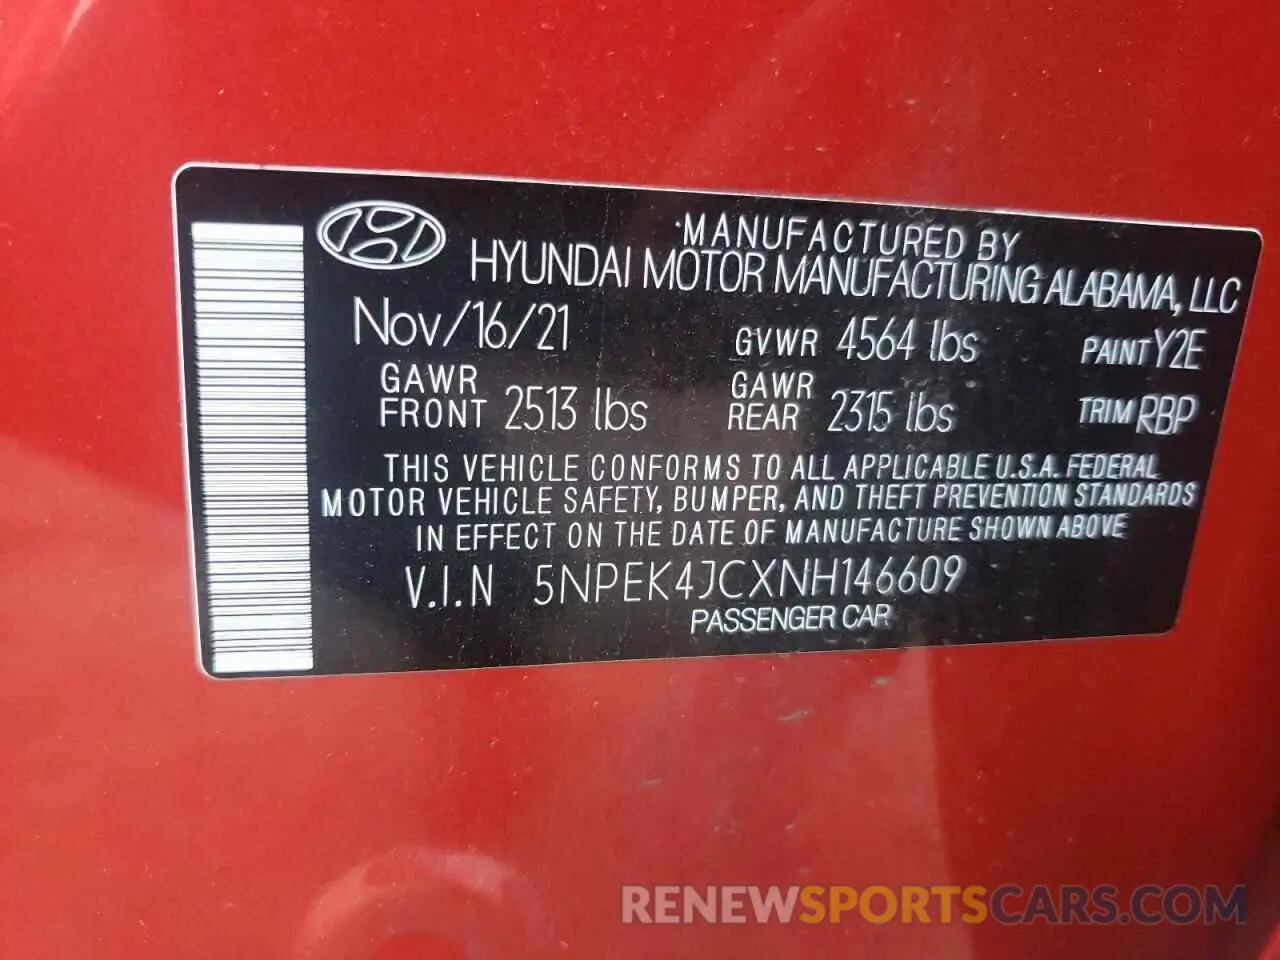 MANUFACTURED BY
HYUNDAI MOTOR MANUFACTURING ALABAMA, LLC
Nov/16/21 GVWR 4564 lbs PAINT Y2E
GAWR FRONT 2513 lbs GAWR REAR 2315 lbs TRIM RBP
THIS VEHICLE CONFORMS TO ALL APPLICABLE U.S.A. FEDERAL
MOTOR VEHICLE SAFETY, BUMPER, AND THEFT PREVENTION STANDARDS
IN EFFECT ON THE DATE OF MANUFACTURE SHOWN ABOVE
V.I.N 5NPEK4JCXNH146609
PASSENGER CAR
RENEWSPORTSCARS.COM